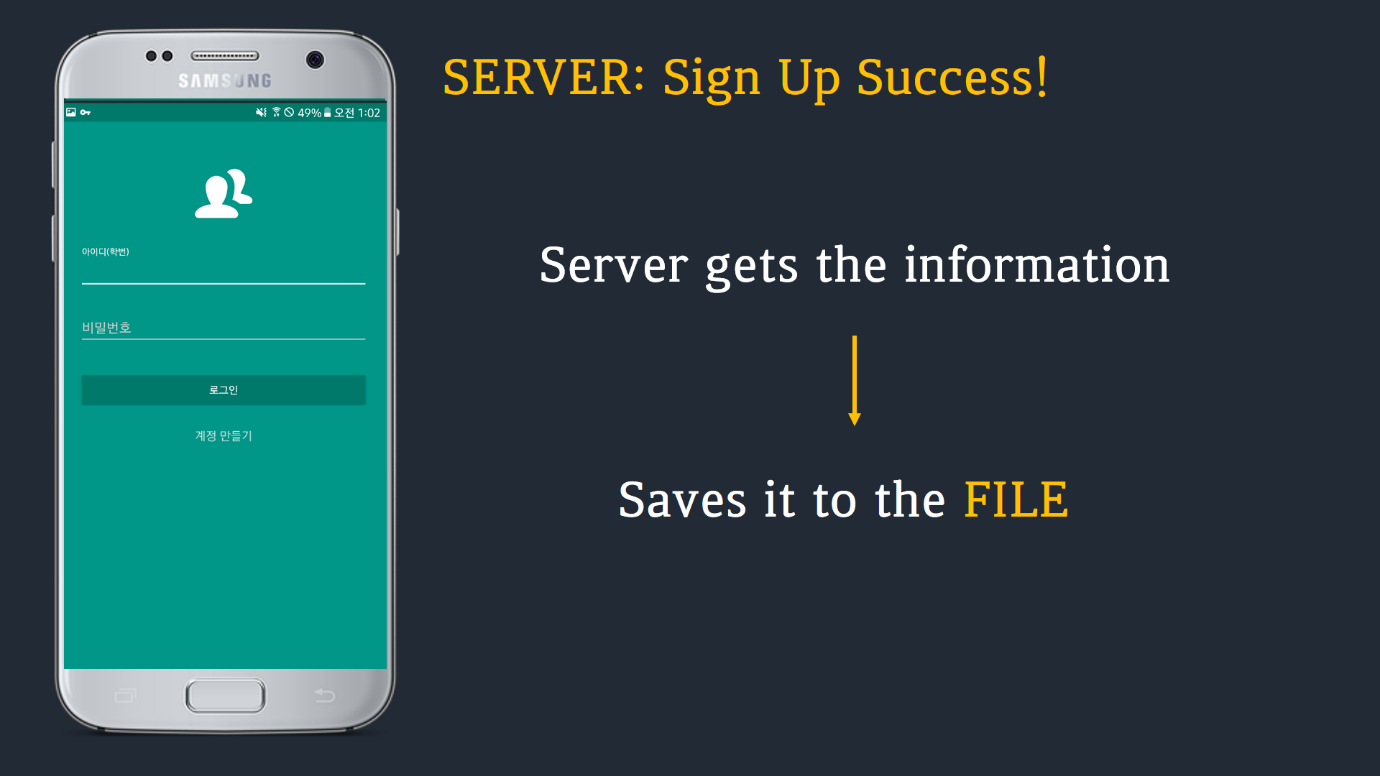 SAMSUNG
49% 오전 1:02
아이디(학번)
비밀번호
로그인
계정 만들기
SERVER: Sign Up Success!
Server gets the information
Saves it to the FILE